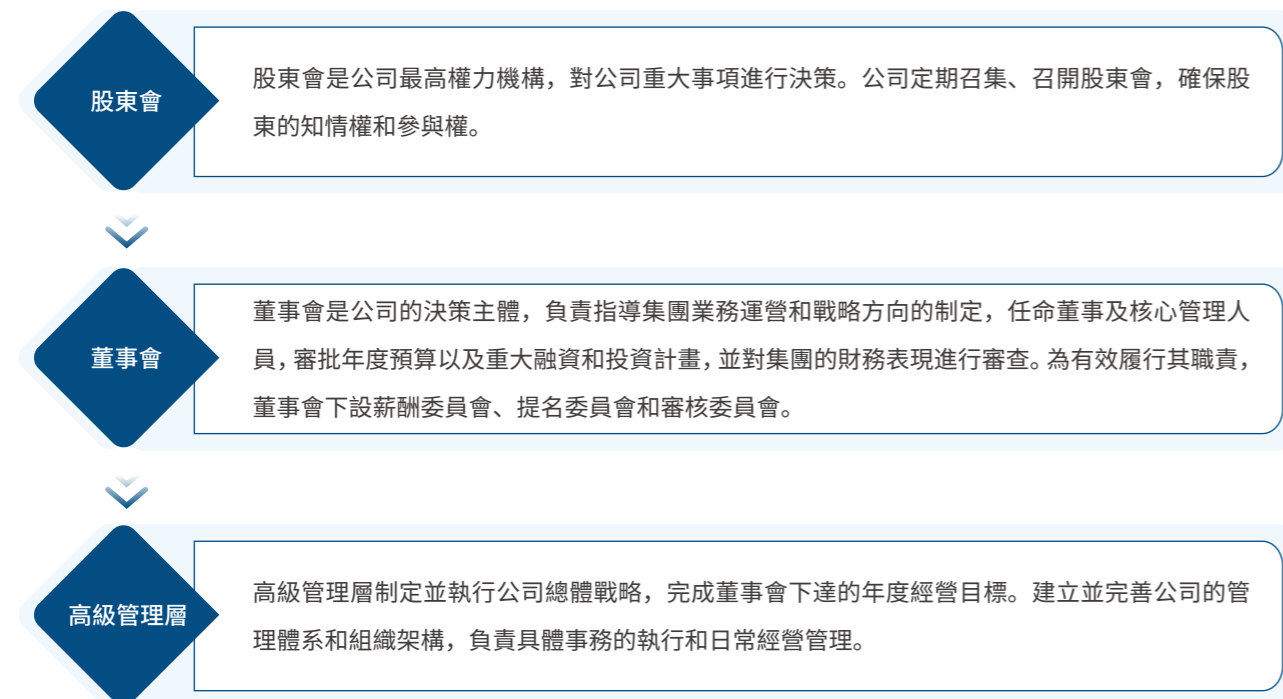 股東會
股東會是公司最高權力機構，對公司重大事項進行決策。公司定期召集、召開股東會，確保股
東的知情權和參與權。
董事會
董事會是公司的決策主體，負責指導集團業務運營和戰略方向的制定，任命董事及核心管理人
員，審批年度預算以及重大融資和投資計畫，並對集團的財務表現進行審查。為有效履行其職責，
董事會下設薪酬委員會、提名委員會和審核委員會。
高級管理層
高級管理層制定並執行公司總體戰略，完成董事會下達的年度經營目標。建立並完善公司的管
理體系和組織架構，負責具體事務的執行和日常經營管理。